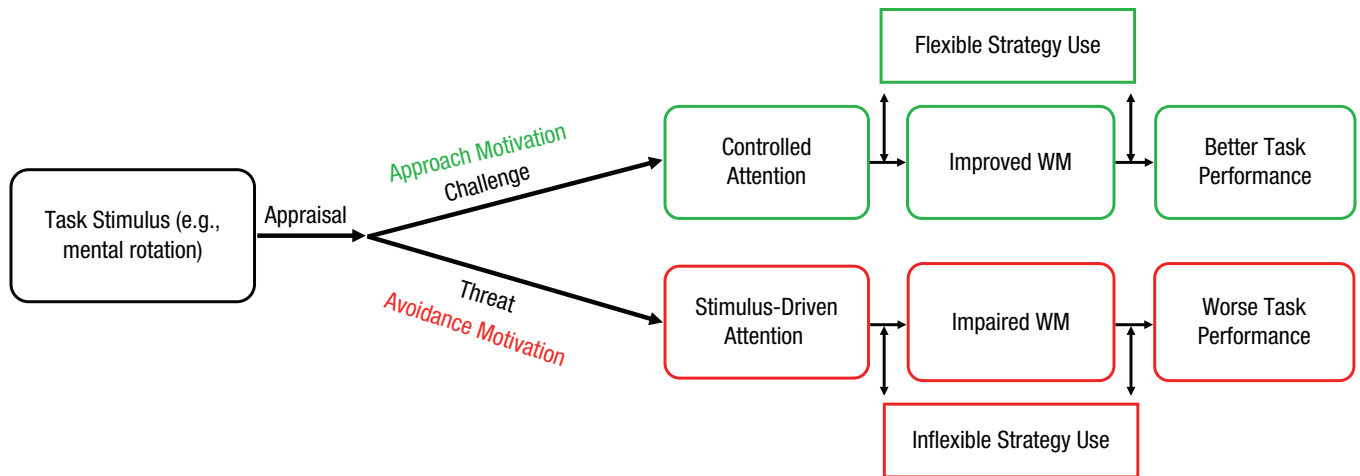 Flexible Strategy Use
Approach Motivation
Challenge
Controlled
Attention
Improved WM
Better Task
Performance
Task Stimulus (e.g.,
mental rotation)
Appraisal
Threat
Avoidance Motivation
Stimulus-Driven
Attention
Impaired WM
Worse Task
Performance
Inflexible Strategy Use